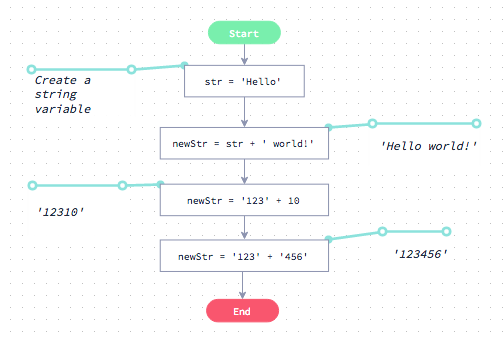 Start
Create a
string
variable
str = 'Hello'
newStr = str + ' world!'
'Hello world!'
newStr = '123' + 10
'12310'
newStr = '123' + '456'
'123456'
End